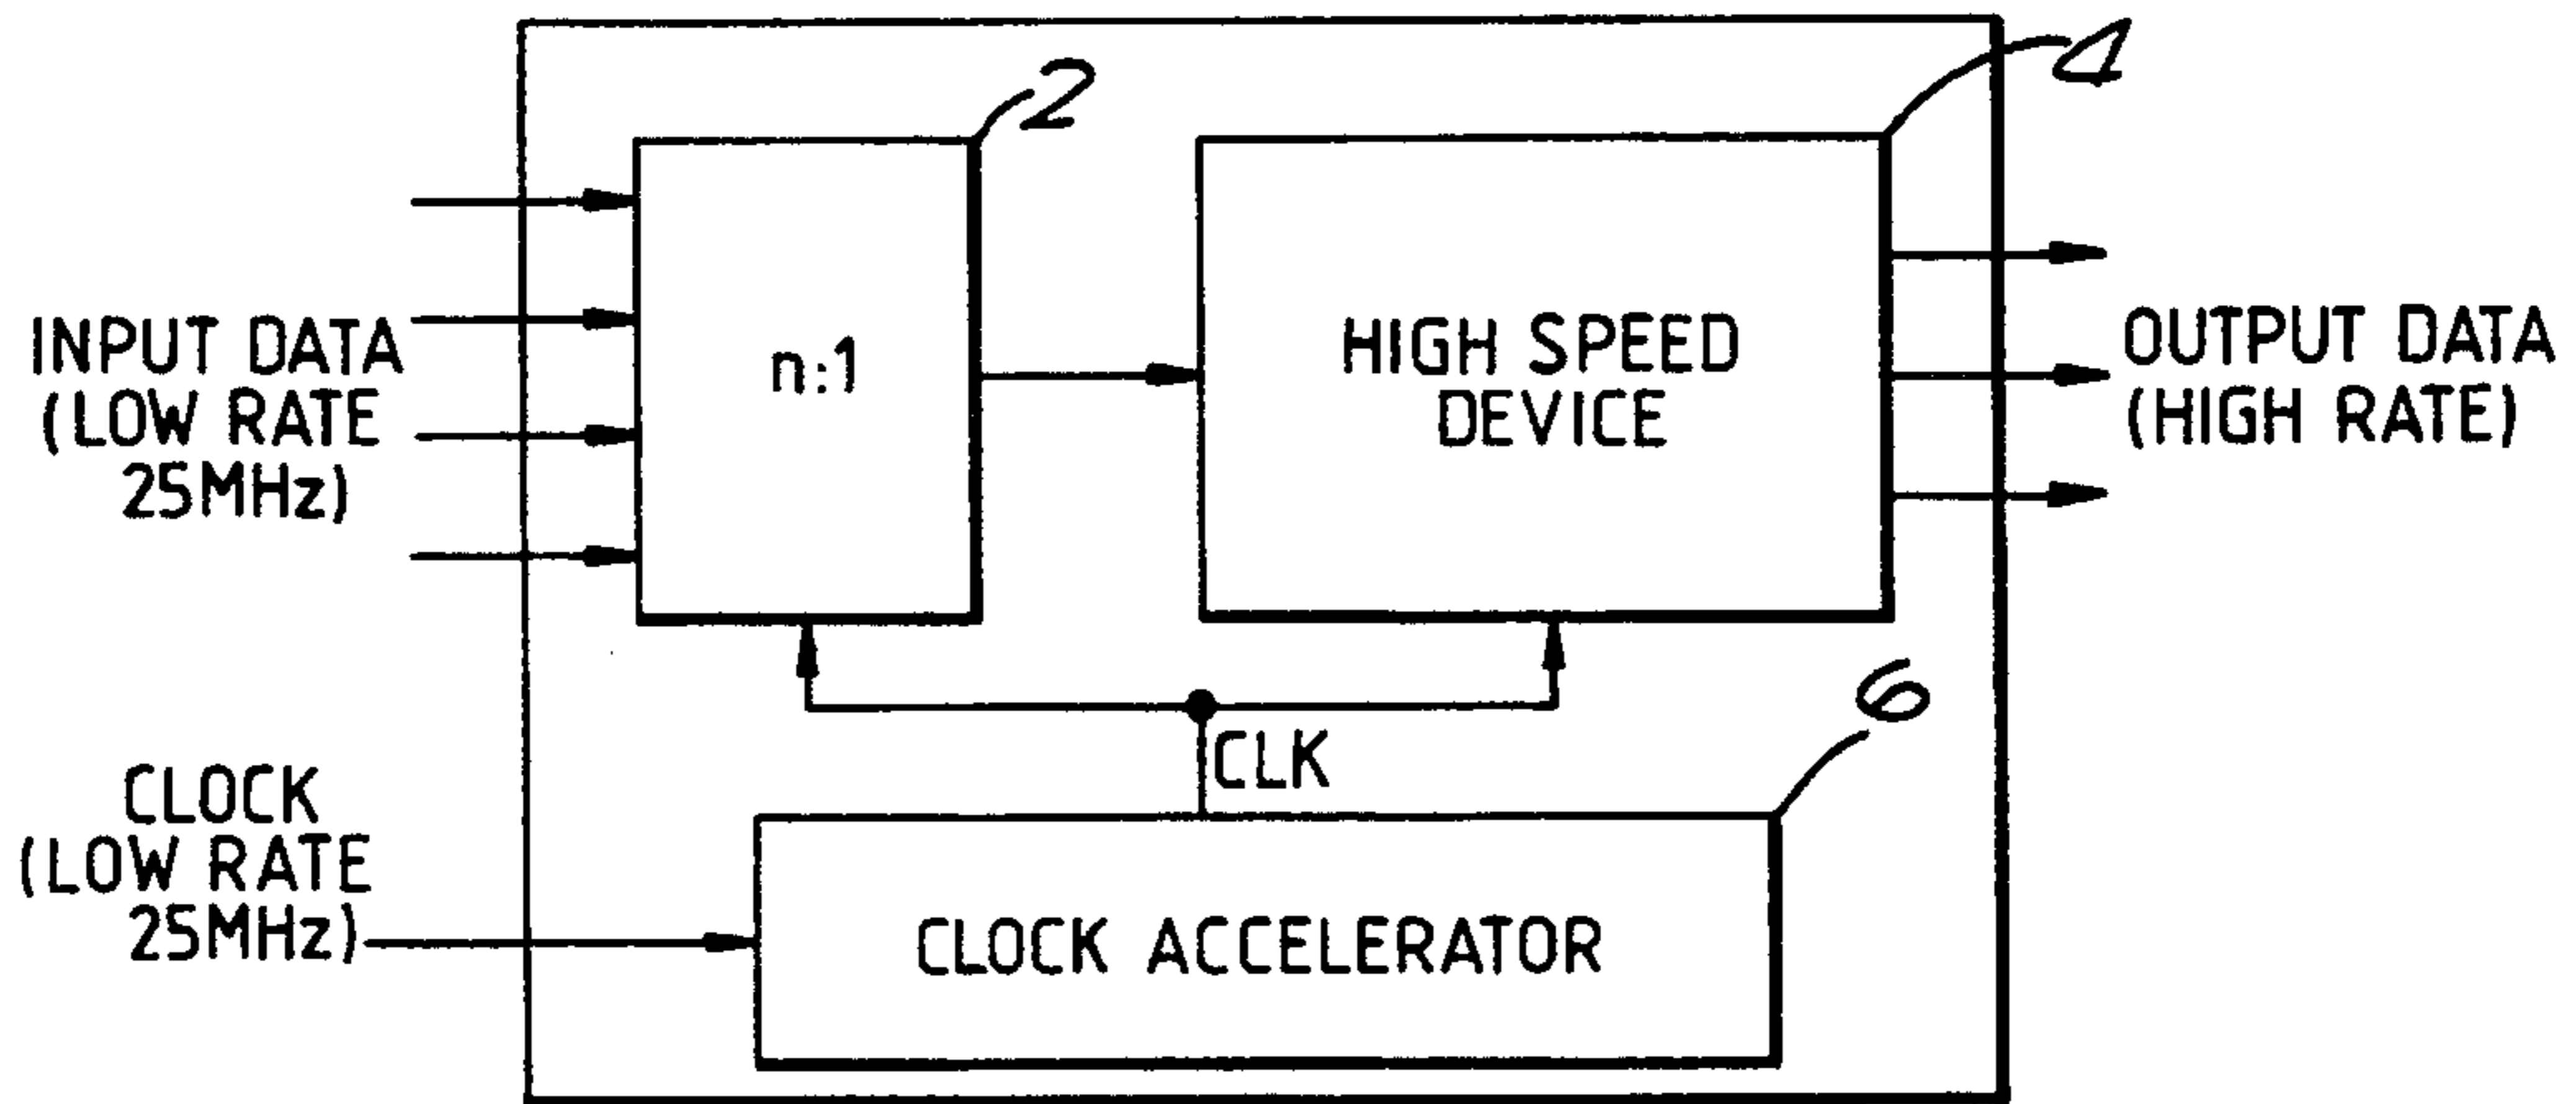 2
4
INPUT DATA
(LOW RATE
25MHz)
n:1
HIGH SPEED
DEVICE
OUTPUT DATA
(HIGH RATE)
6
CLK
CLOCK
(LOW RATE
25MHz)
CLOCK ACCELERATOR